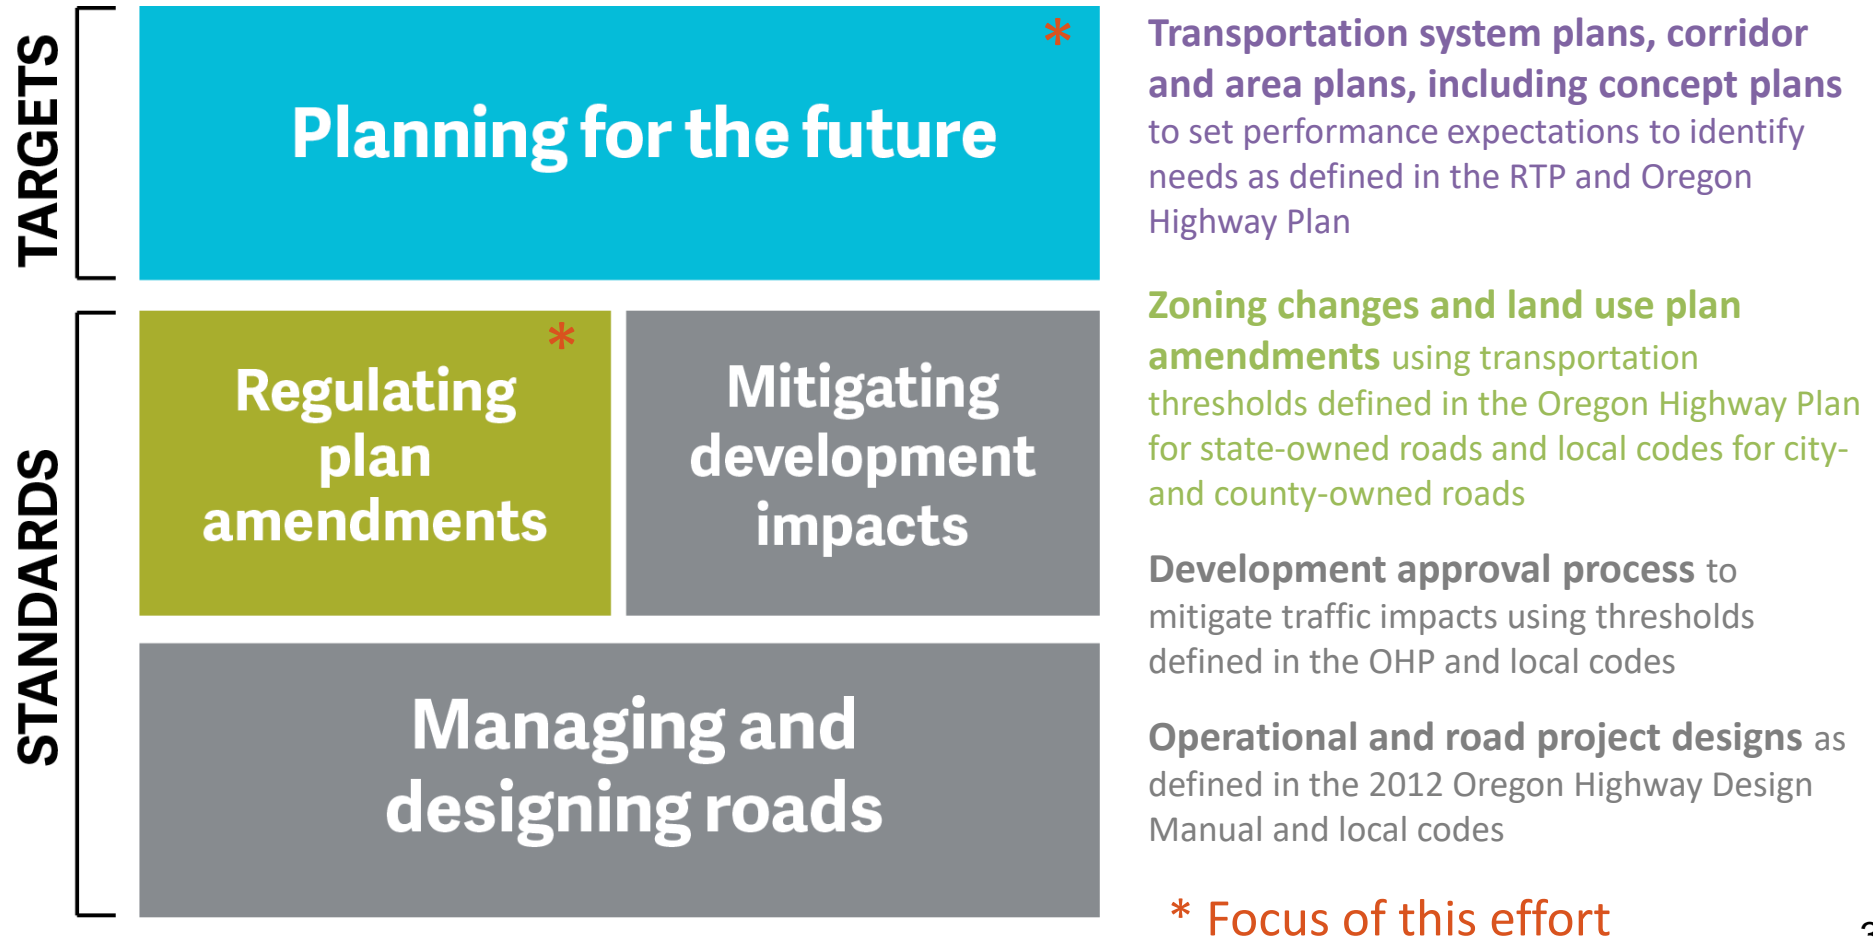 TARGETS
*
Planning for the future
Transportation system plans, corridor
and area plans, including concept plans
to set performance expectations to identify
needs as defined in the RTP and Oregon
Highway Plan
STANDARDS
*
Regulating
plan
amendments
Mitigating
development
impacts
Managing and
designing roads
Zoning changes and land use plan
amendments using transportation
thresholds defined in the Oregon Highway Plan
for state-owned roads and local codes for city-
and county-owned roads
Development approval process to
mitigate traffic impacts using thresholds
defined in the OHP and local codes
Operational and road project designs as
defined in the 2012 Oregon Highway Design
Manual and local codes
* Focus of this effort